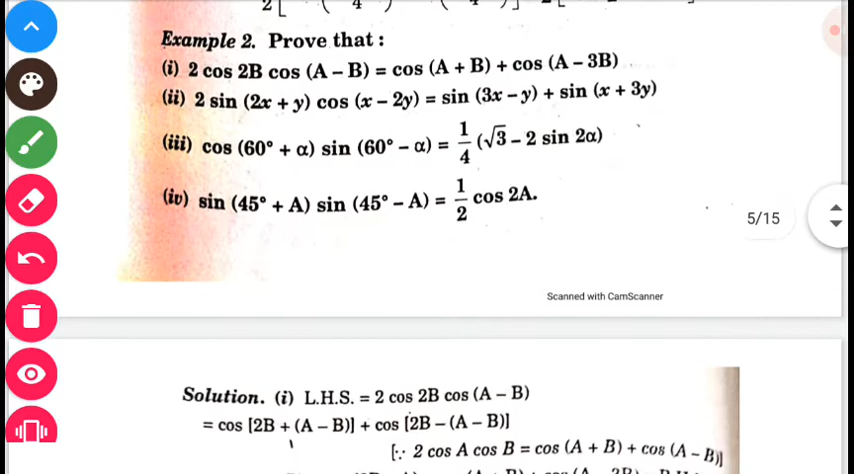 Example 2. Prove that :
(i) 2 cos 2B cos (A – B) = cos (A + B) + cos (A – 3B)
(ii) 2 sin (2x + y) cos (x – 2y) = sin (3x – y) + sin (x + 3y)
(iii) cos (60° + α) sin (60° – α) = 1/4 (√3 – 2 sin 2α)
(iv) sin (45° + A) sin (45° – A) = 1/2 cos 2A.
5/15
Scanned with CamScanner
Solution. (i) L.H.S. = 2 cos 2B cos (A – B)
= cos [2B + (A – B)] + cos [2B – (A – B)]
[∵ 2 cos A cos B = cos (A + B) + cos (A – B)]